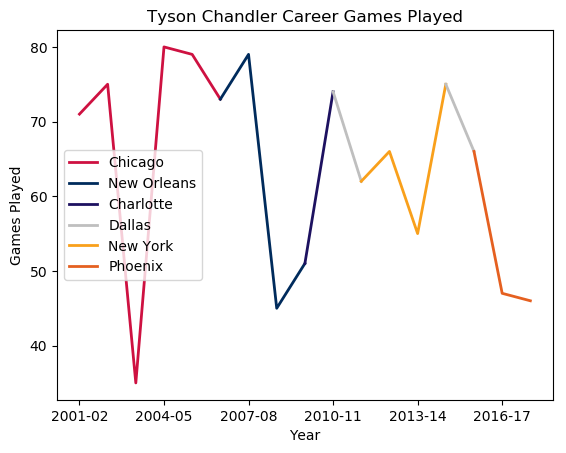 Tyson Chandler Career Games Played
Games Played
80
70
60
50
40
Chicago
New Orleans
Charlotte
Dallas
New York
Phoenix
2001-02 2004-05 2007-08 2010-11 2013-14 2016-17
Year